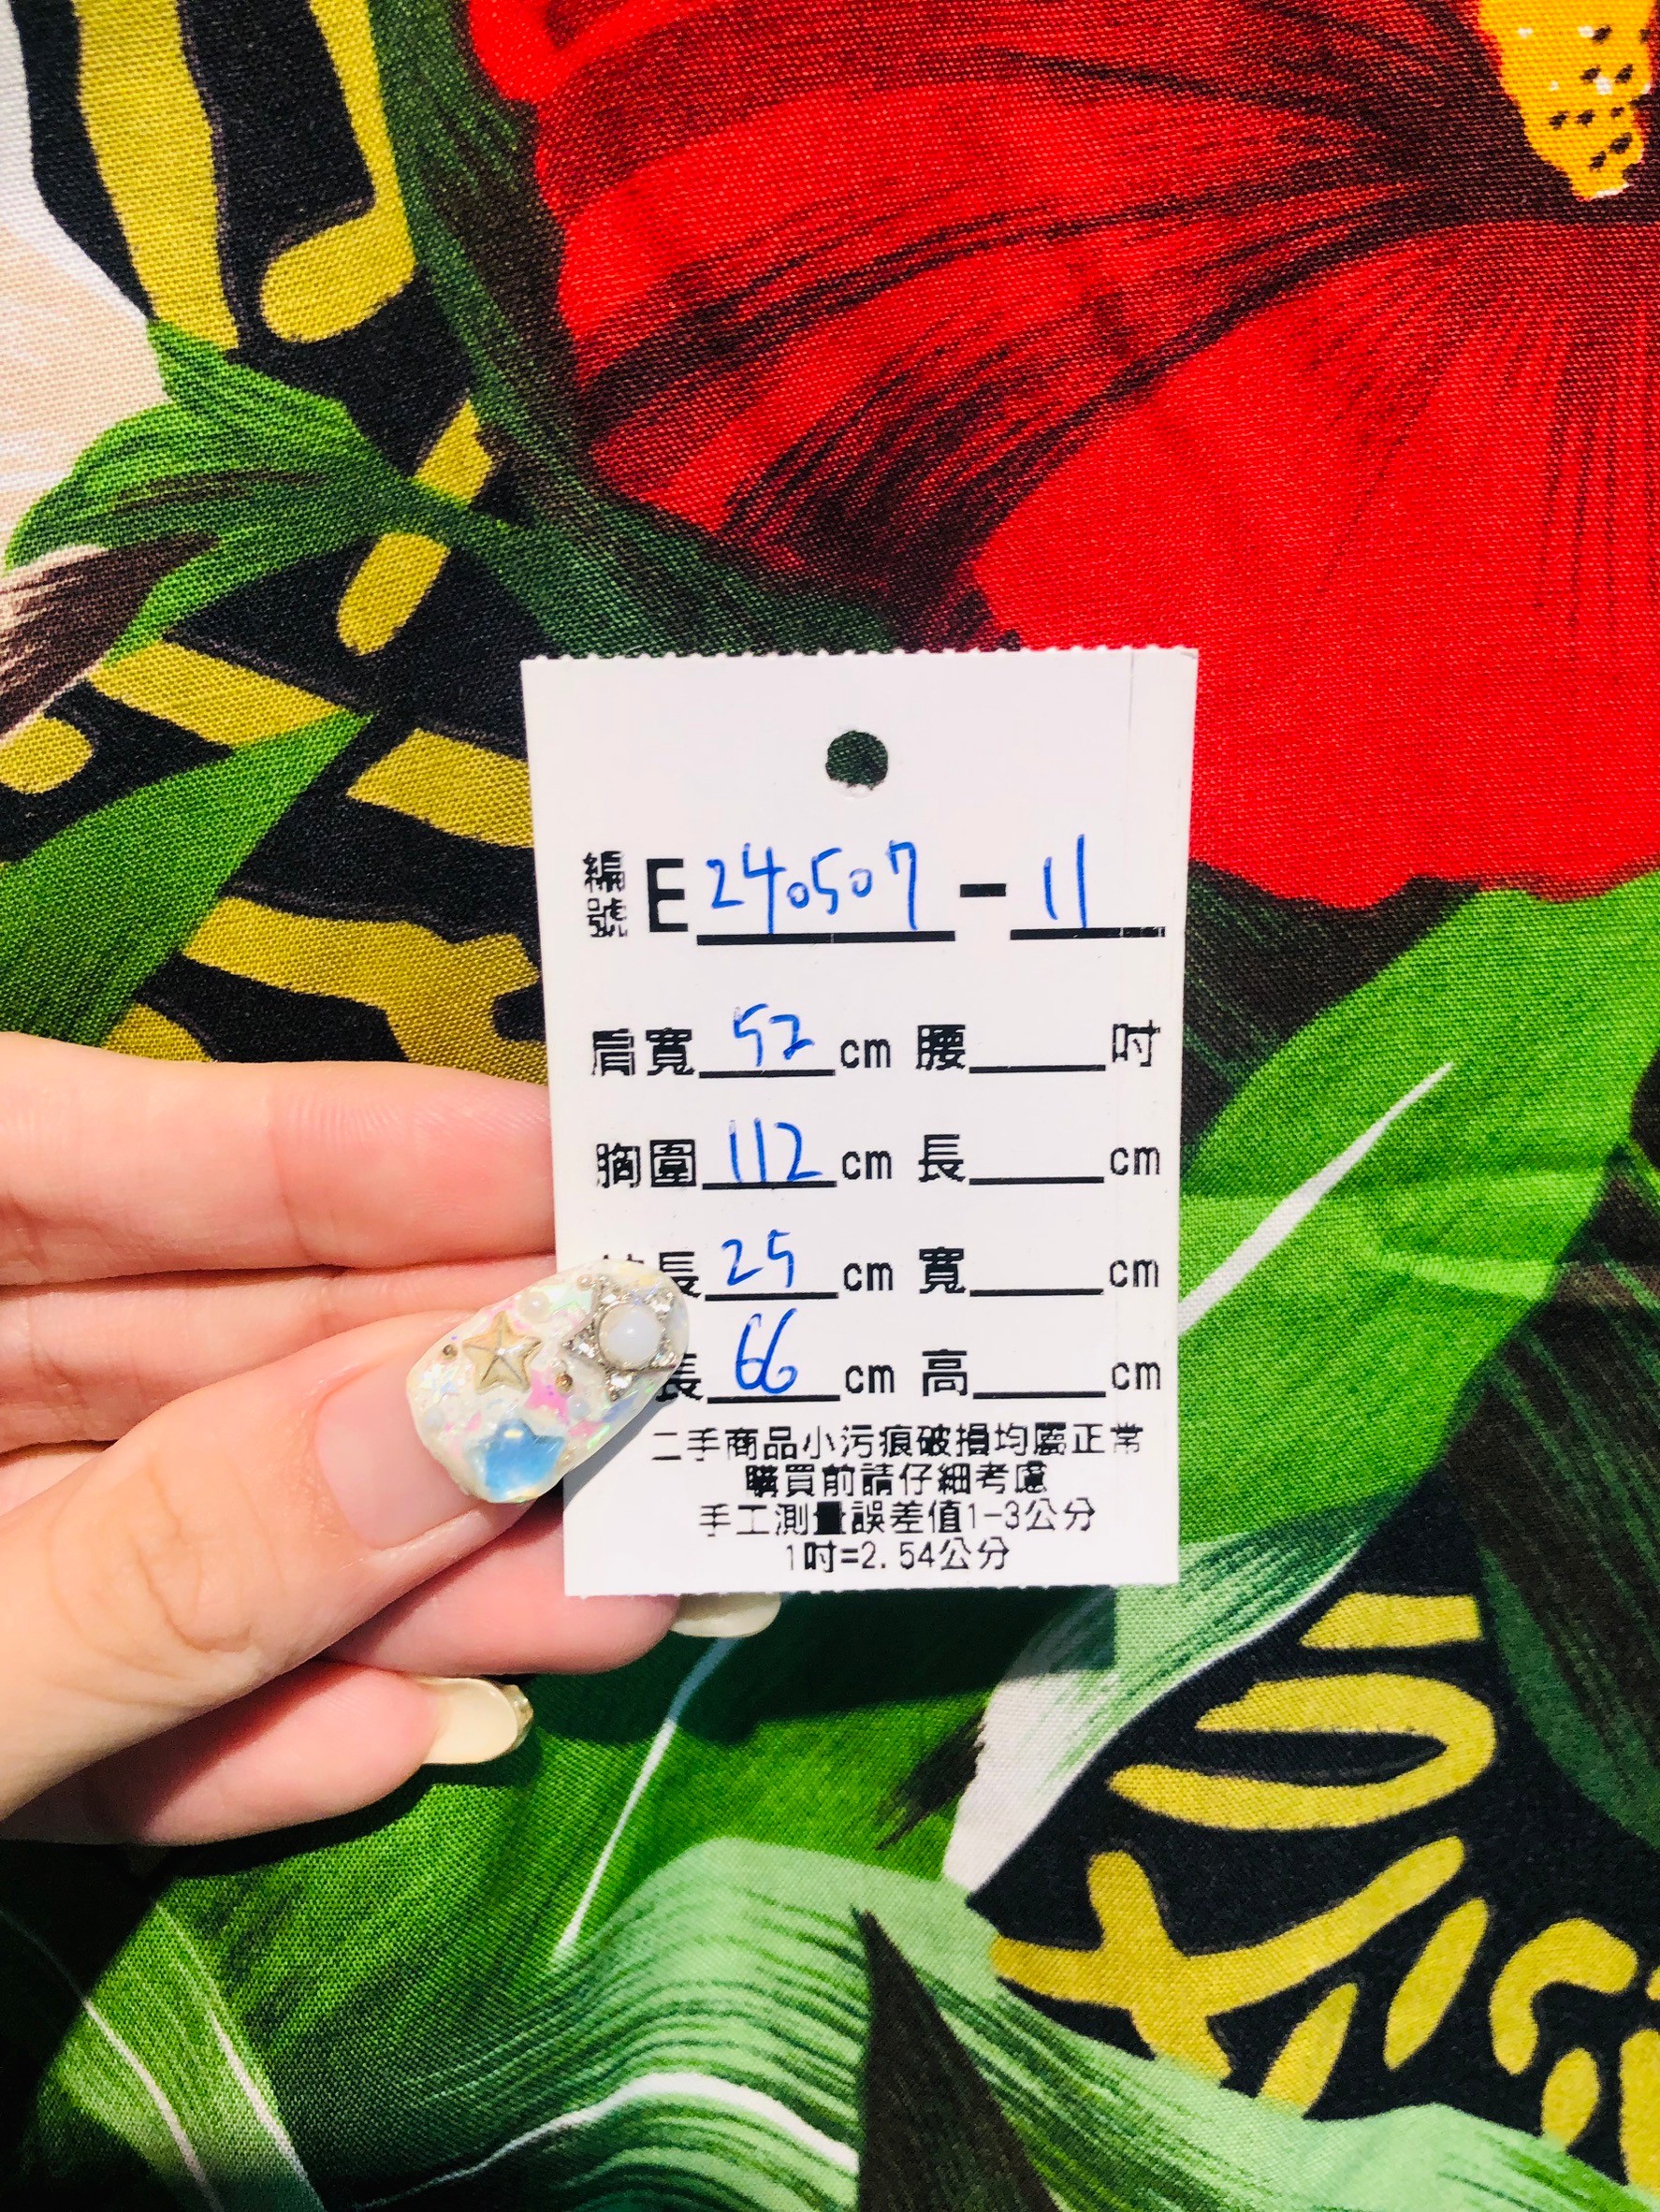 編號 E 240507 - 11
肩寬 52 cm 腰 吋
胸圍 112 cm 長 cm
長 25 cm 寬 cm
長 66 cm 高 cm
二手商品小污痕破損均屬正常
購買前請仔細考慮
手工測量誤差值1-3公分
1吋=2.54公分